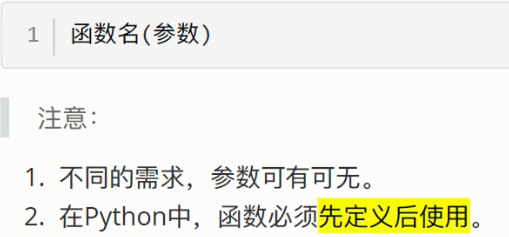 1 函数名(参数)
注意：
1. 不同的需求，参数可有可无。
2. 在Python中，函数必须先定义后使用。